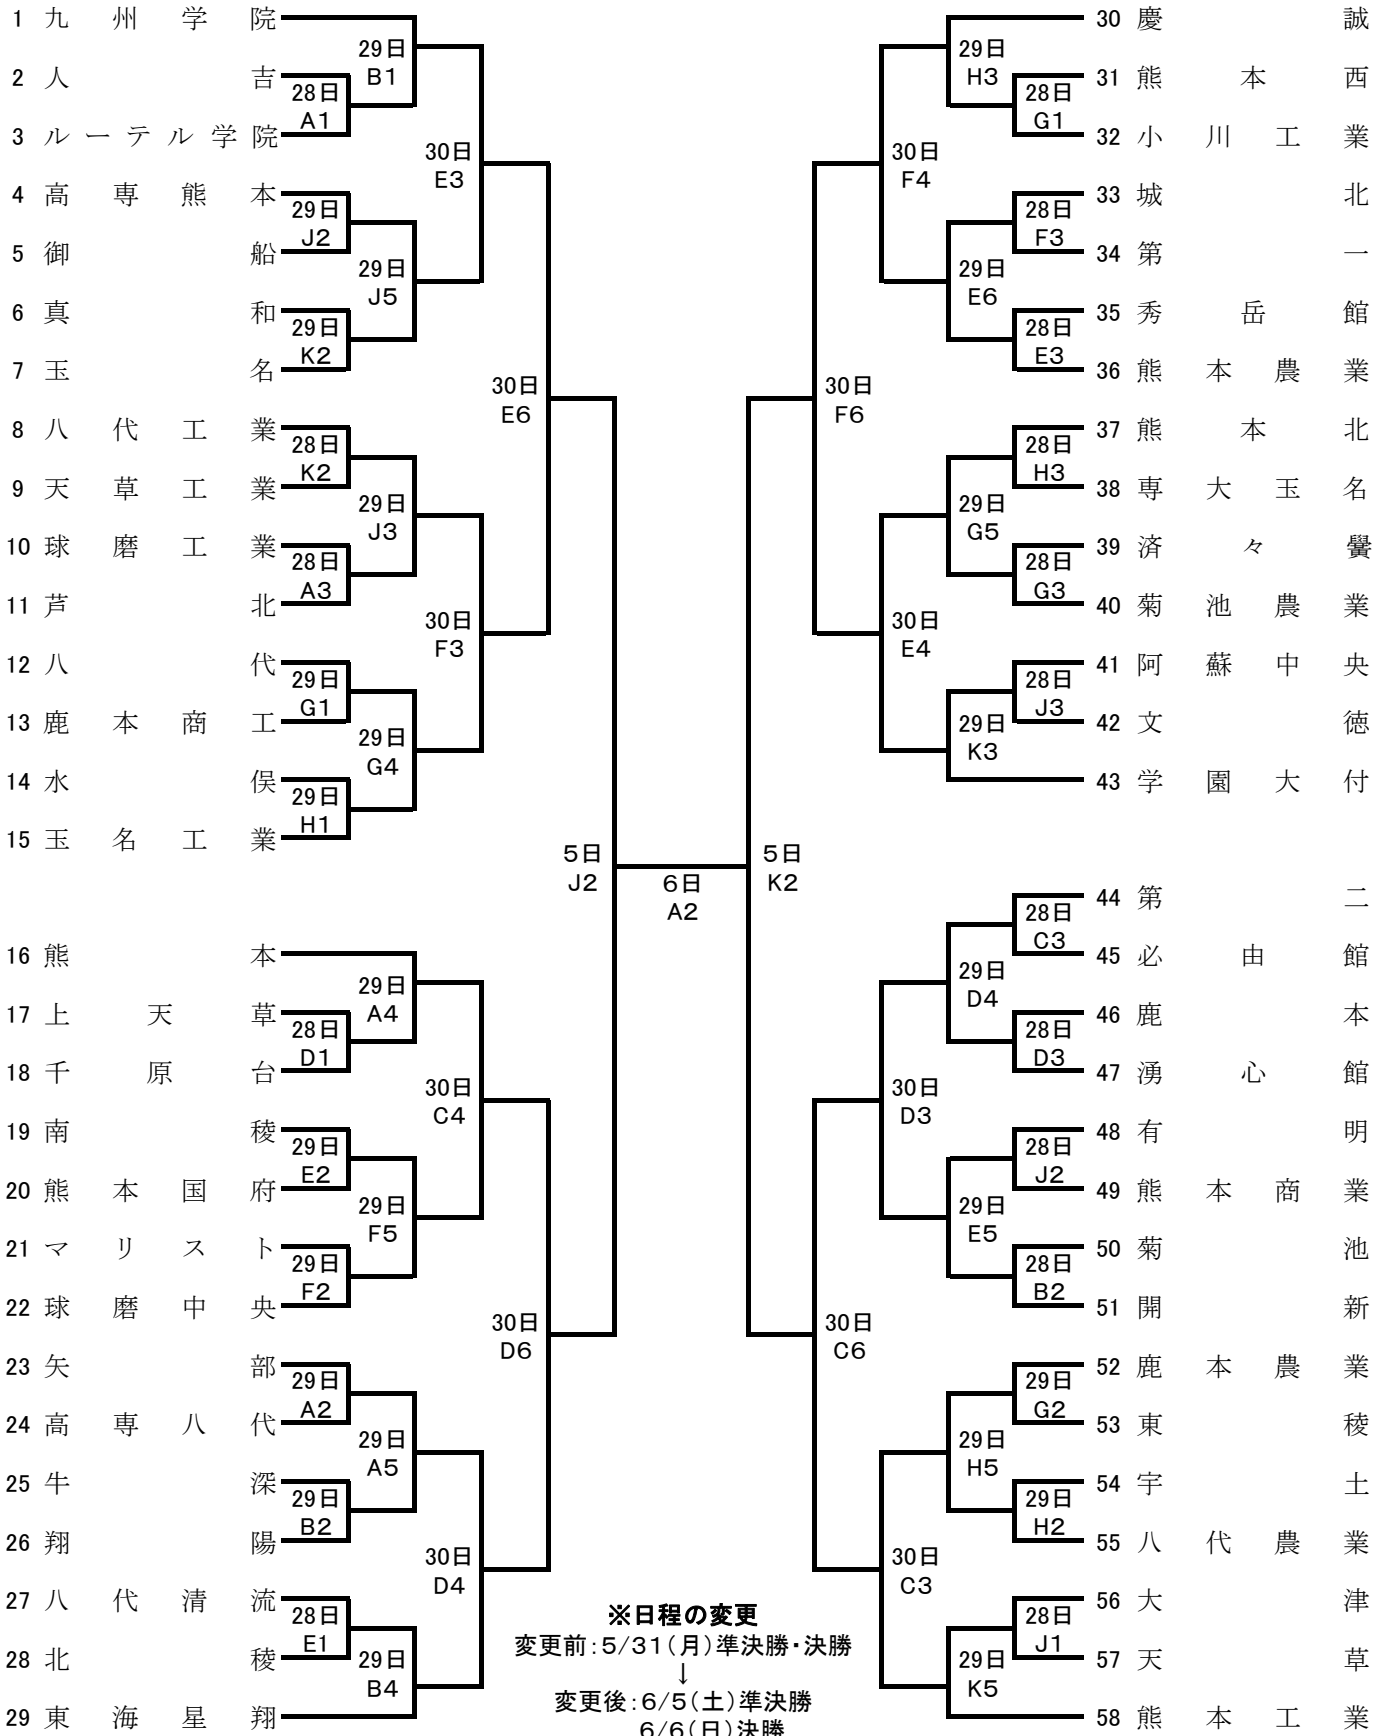 1 九州学院
29日
B1
2 人吉
28日
A1
3 ルーテル学院
30日
E3
4 高専熊本
29日
J2
5 御船
29日
J5
6 真和
29日
K2
7 玉名
30日
E6
8 八代工業
28日
K2
9 天草工業
29日
J3
10 球磨工業
28日
A3
11 芦北
30日
F3
12 八代
29日
G1
13 鹿本商工
29日
G4
14 水俣
29日
H1
15 玉名工業
5日
J2
16 熊本
29日
A4
17 上天草
28日
D1
18 千原台
30日
C4
19 南稜
29日
E2
20 熊本国府
29日
F5
21 マリスト
29日
F2
22 球磨中央
30日
D6
23 矢部
29日
A2
24 高専八代
29日
A5
25 牛深
29日
B2
26 翔陽
30日
D4
27 八代清流
28日
E1
28 北稜
29日
B4
29 東海星翔
6日
A2
30 慶誠
29日
H3
31 熊本西
28日
G1
32 小川工業
30日
F4
33 城北
28日
F3
34 第一
29日
E6
35 秀岳館
28日
E3
36 熊本農業
30日
F6
37 熊本北
28日
H3
38 専大玉名
29日
G5
39 済々黌
28日
G3
40 菊池農業
30日
E4
41 阿蘇中央
28日
J3
42 文徳
29日
K3
43 学園大付
5日
K2
44 第二
28日
C3
45 必由館
29日
D4
46 鹿本
28日
D3
47 湧心館
30日
D3
48 有明
28日
J2
49 熊本商業
29日
E5
50 菊池
28日
B2
51 開新
30日
C6
52 鹿本農業
29日
G2
53 東稜
29日
H5
54 宇土
29日
H2
55 八代農業
30日
C3
56 大津
28日
J1
57 天草
29日
K5
58 熊本工業
※日程の変更
変更前:5/31(月)準決勝・決勝
↓
変更後:6/5(土)準決勝
6/6(日)決勝